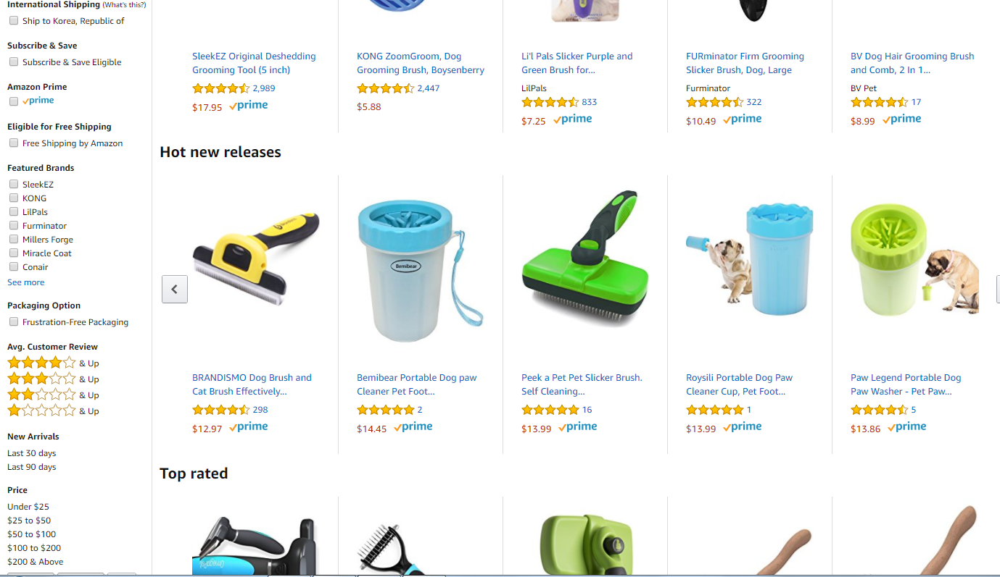 International Shipping (What's this?)
Ship to Korea, Republic of
Subscribe & Save
Subscribe & Save Eligible
Amazon Prime
prime
Eligible for Free Shipping
Free Shipping by Amazon
Featured Brands
SleekEZ
KONG
LilPals
Furminator
Millers Forge
Miracle Coat
Conair
See more
Packaging Option
Frustration-Free Packaging
Avg. Customer Review
& Up
& Up
& Up
& Up
New Arrivals
Last 30 days
Last 90 days
Price
Under $25
$25 to $50
$50 to $100
$100 to $200
$200 & Above
SleekEZ Original Deshedding
Grooming Tool (5 inch)
2,989
$17.95 prime
KONG ZoomGroom, Dog
Grooming Brush, Boysenberry
2,447
$5.88
Li'l Pals Slicker Purple and
Green Brush for...
LilPals
833
$7.25 prime
FURminator Firm Grooming
Slicker Brush, Dog, Large
Furminator
322
$10.49 prime
BV Dog Hair Grooming Brush
and Comb, 2 In 1...
BV Pet
17
$8.99 prime
Hot new releases
Bemibear
BRANDISMO Dog Brush and
Cat Brush Effectively...
298
$12.97 prime
Bemibear Portable Dog paw
Cleaner Pet Foot...
2
$14.45 prime
Peek a Pet Pet Slicker Brush.
Self Cleaning...
16
$13.99 prime
Roysili Portable Dog Paw
Cleaner Cup, Pet Foot...
1
$13.99 prime
Paw Legend Portable Dog
Paw Washer - Pet Paw...
5
$13.86 prime
Top rated